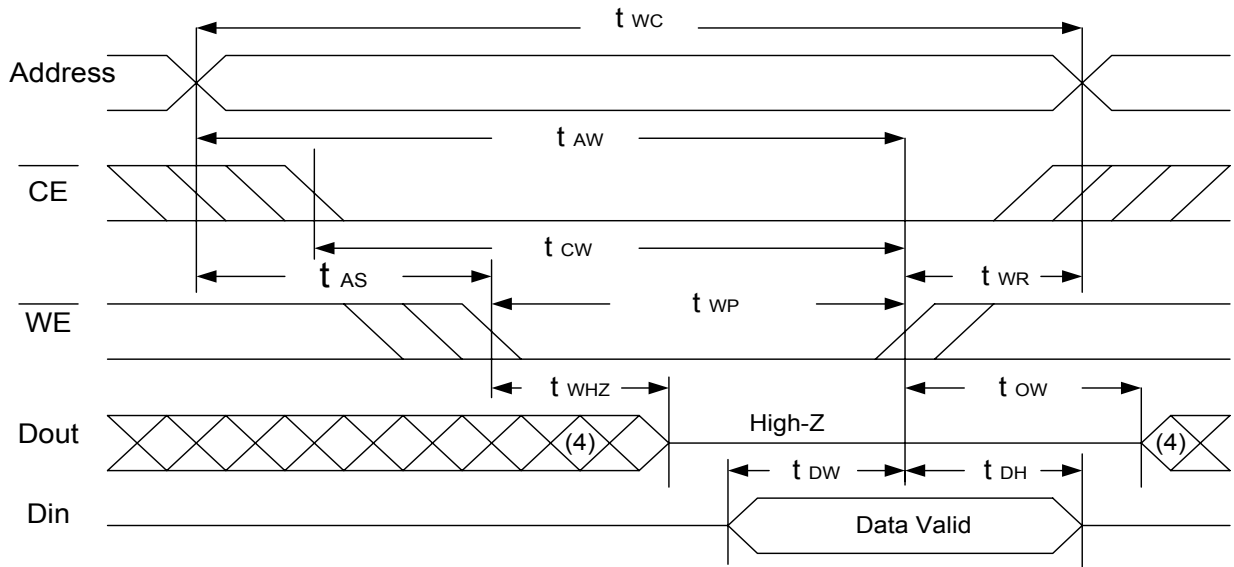 t WC
Address
t AW
CE
t CW
t AS
t WR
t WP
WE
t WHZ
t OW
Dout
(4)
High-Z
(4)
t DW
t DH
Din
Data Valid